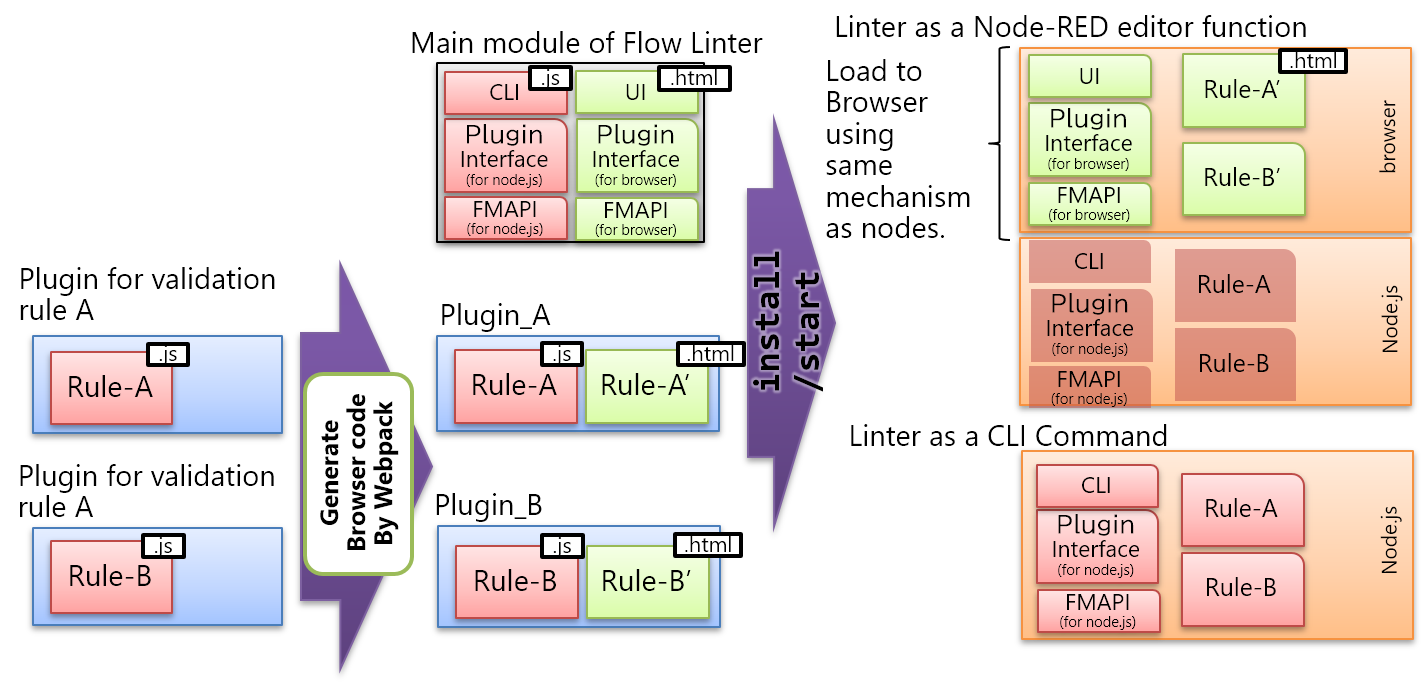 Plugin for validation
rule A
.js
Rule-A
Plugin for validation
rule A
.js
Rule-B
Generate
Browser code
By Webpack
Main module of Flow Linter
.js
.html
CLI
UI
Plugin
Interface
(for node.js)
Plugin
Interface
(for browser)
FMAPI
(for node.js)
FMAPI
(for browser)
Plugin_A
.js
.html
Rule-A
Rule-A’
Plugin_B
.js
.html
Rule-B
Rule-B’
install
/start
Linter as a Node-RED editor function
Load to
Browser
using
same
mechanism
as nodes.
UI
Plugin
Interface
(for browser)
FMAPI
(for browser)
.html
Rule-A’
Rule-B’
browser
CLI
Plugin
Interface
(for node.js)
FMAPI
(for node.js)
Rule-A
Rule-B
Node.js
Linter as a CLI Command
CLI
Plugin
Interface
(for node.js)
FMAPI
(for node.js)
Rule-A
Rule-B
Node.js